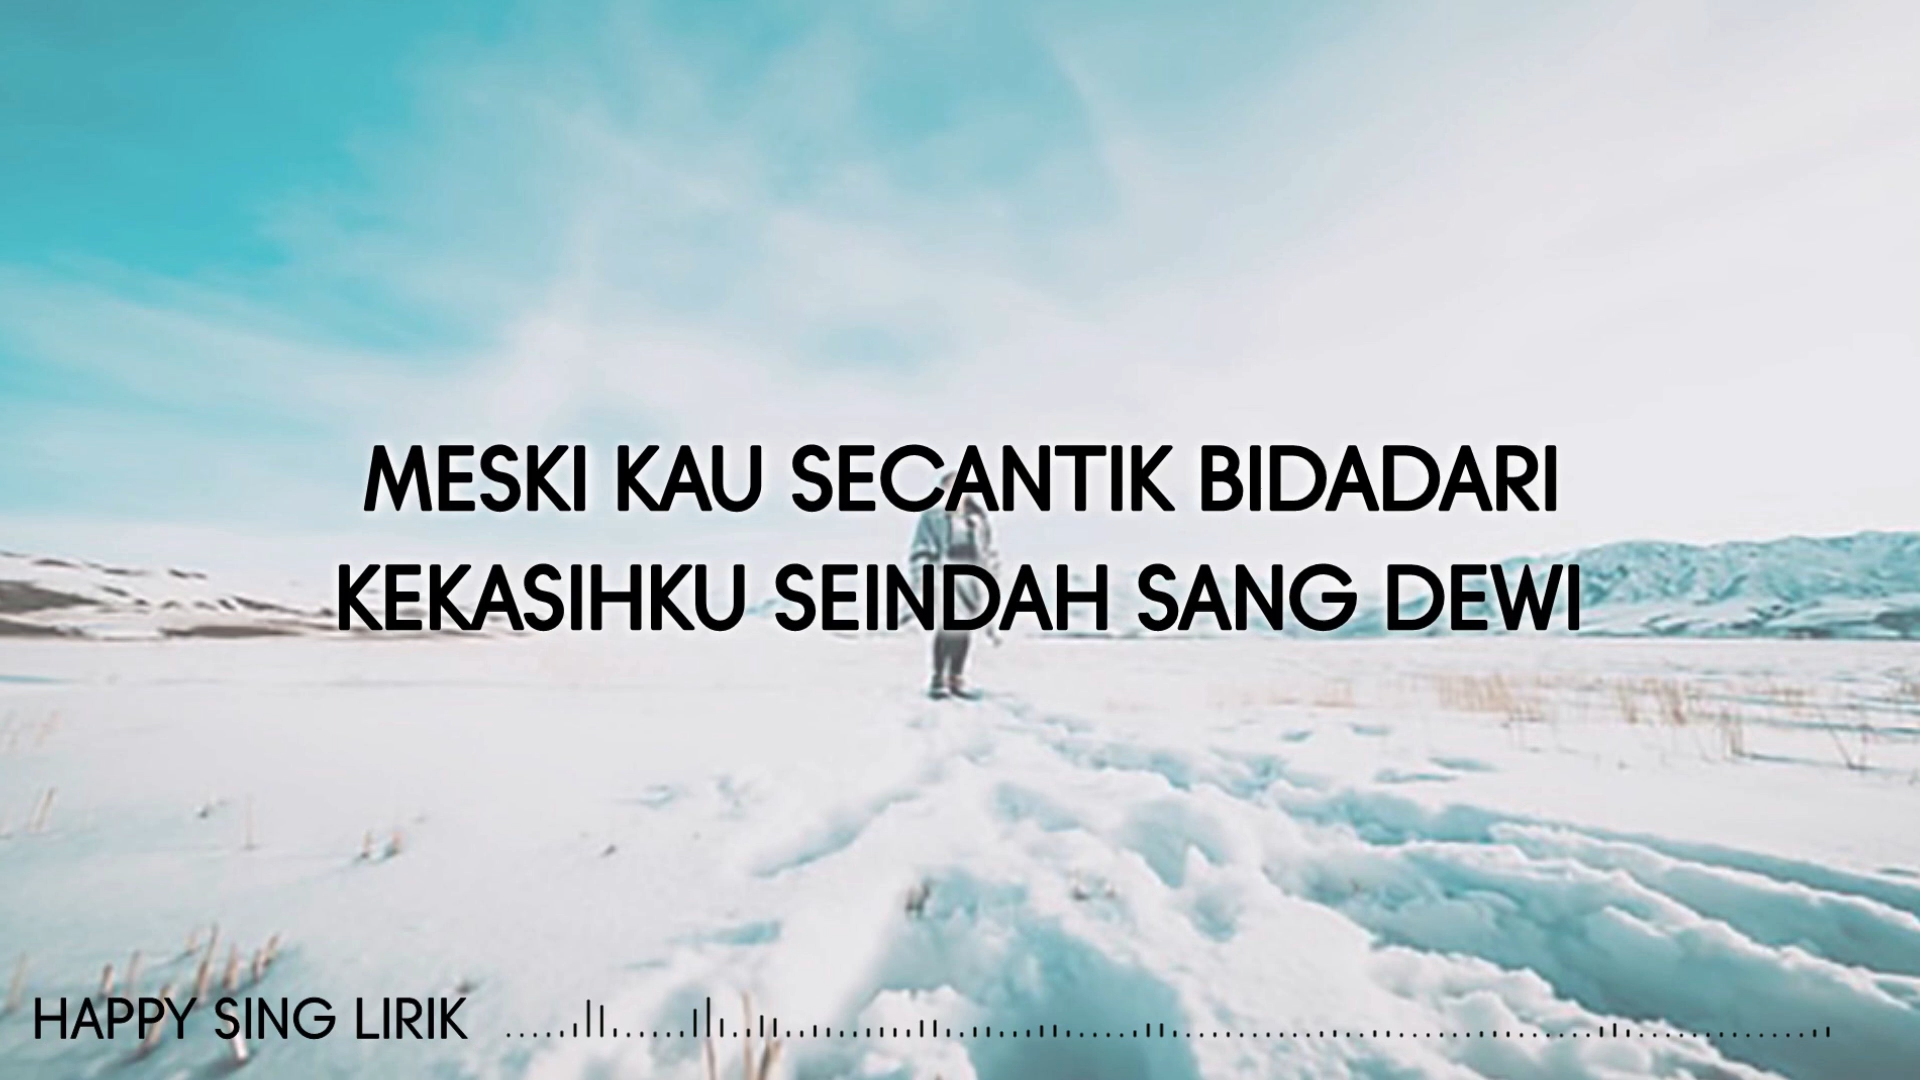 MESKI KAU SECANTIK BIDADARI
KEKASIHKU SEINDAH SANG DEWI
HAPPY SING LIRIK